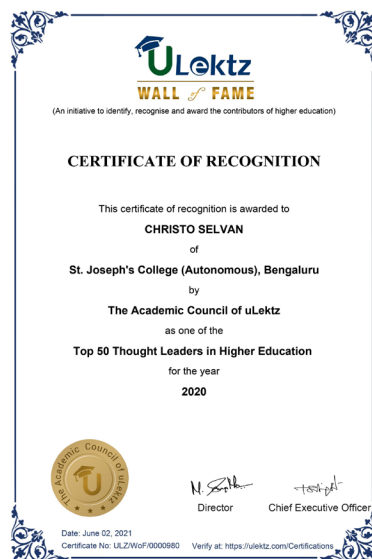 ULektz
WALL of FAME
(An initiative to identify, recognise and award the contributors of higher education)
CERTIFICATE OF RECOGNITION
This certificate of recognition is awarded to
CHRISTO SELVAN
of
St. Joseph's College (Autonomous), Bengaluru
by
The Academic Council of uLektz
as one of the
Top 50 Thought Leaders in Higher Education
for the year
2020
The Academic Council of uLektz
Director
Chief Executive Officer
Date: June 02, 2021
Certificate No: ULZ/WoF/0000980
Verify at: https://ulektz.com/Certifications